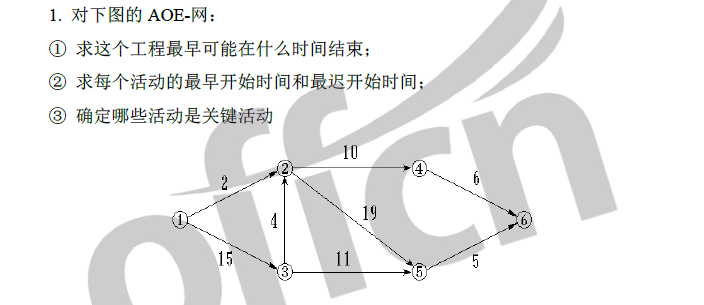 1. 对下图的 AOE-网：
① 求这个工程最早可能在什么时间结束；
② 求每个活动的最早开始时间和最迟开始时间；
③ 确定哪些活动是关键活动
10
② ④
2 6
19
① 4 ⑥
15 11 5
③ ⑤
offcn